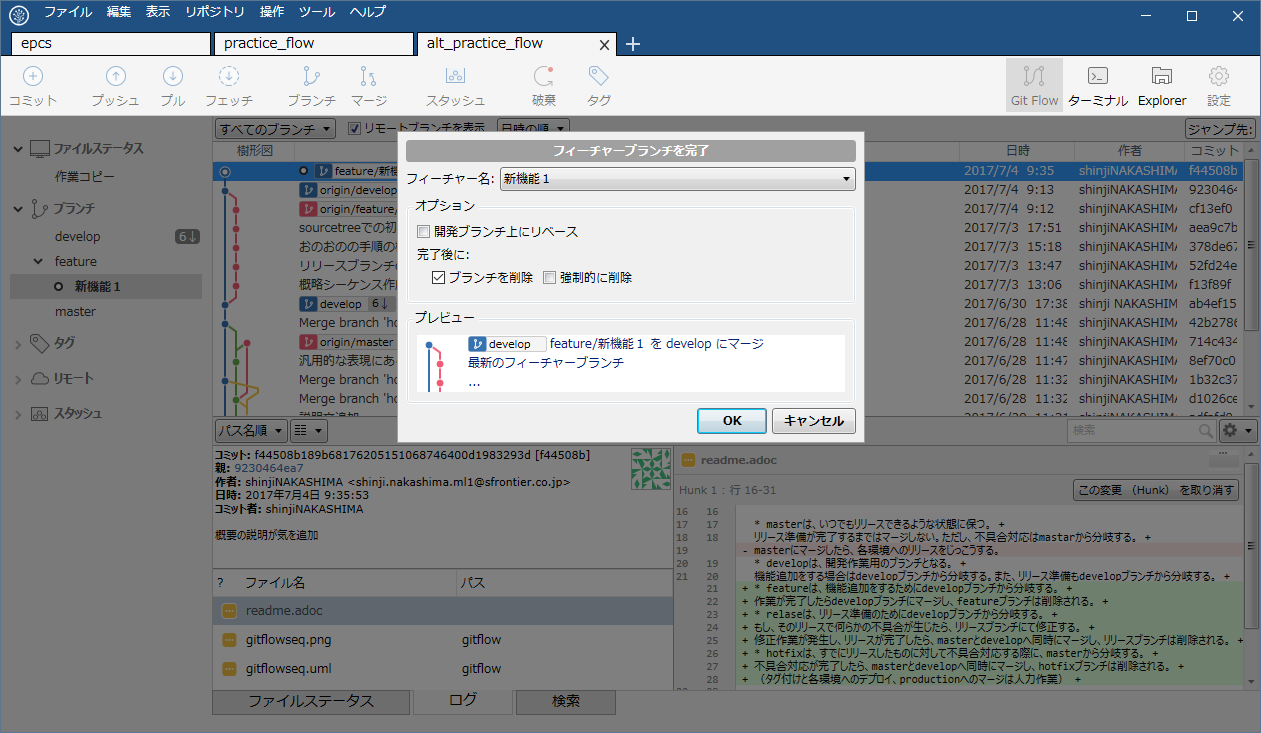 ファイル 編集 表示 リポジトリ 操作 ツール ヘルプ
epcs
practice_flow
alt_practice_flow
コミット プッシュ プル フェッチ ブランチ マージ スタッシュ 破棄 タグ Git Flow ターミナル Explorer 設定
ファイルステータス
作業コピー
ブランチ
develop 6↓
feature
新機能１
master
タグ
リモート
スタッシュ
すべてのブランチ リモートブランチを表示 日時の順 ジャンプ先:
樹形図 日時 作者 コミット
feature/新機 2017/7/4 9:35 shinjiNAKASHIMA f44508b
origin/develop 2017/7/4 9:13 shinjiNAKASHIMA 9230464
origin/feature/ 2017/7/4 9:12 shinjiNAKASHIMA cf13ef0
sourcetreeでの初 2017/7/3 17:51 shinjiNAKASHIMA aea9c7b
おのおのの手順の 2017/7/3 15:18 shinjiNAKASHIMA 378de67
リリースブランチ 2017/7/3 13:47 shinjiNAKASHIMA 52fd24e
概略シーケンス作 2017/7/3 13:06 shinjiNAKASHIMA f13f89f
develop 6↓ 2017/6/30 17:38 shinji NAKASHIMA ab4ef15
Merge branch 'ho 2017/6/28 11:48 shinjiNAKASHIMA 42b2786
origin/master 2017/6/28 11:48 shinjiNAKASHIMA 714c434
汎用的な表現にあ 2017/6/28 11:47 shinjiNAKASHIMA 8ef70c0
Merge branch 'ho 2017/6/28 11:32 shinjiNAKASHIMA 1b32c37
Merge branch 'ho 2017/6/28 11:32 shinjiNAKASHIMA d1026ce
フィーチャーブランチを完了
フィーチャー名: 新機能１
オプション
開発ブランチ上にリベース
完了後に:
ブランチを削除 強制的に削除
プレビュー
develop feature/新機能１ を develop にマージ
最新のフィーチャーブランチ
...
OK キャンセル
パス名順 検索
コミット: f44508b189b68176205151068746400d1983293d [f44508b]
親: 9230464ea7
作者: shinjiNAKASHIMA <shinji.nakashima.ml1@sfrontier.co.jp>
日時: 2017年7月4日 9:35:53
コミット者: shinjiNAKASHIMA
概要の説明が気を追加
? ファイル名 パス
readme.adoc
gitflowseq.png gitflow
gitflowseq.uml gitflow
readme.adoc
Hunk 1 : 行 16-31 この変更 （Hunk） を取り消す
16 16
17 17 * masterは、いつでもリリースできるような状態に保つ。 +
18 18 リリース準備が完了するまではマージしない。ただし、不具合対応はmastarから分岐する。 +
19 - masterにマージしたら、各環境へのリリースをじっこうする。
20 19 * developは、開発作業用のブランチとなる。 +
21 20 機能追加をする場合はdevelopブランチから分岐する。また、リリース準備もdevelopブランチから分岐する。 +
21 + * featureは、機能追加をするためにdevelopブランチから分岐する。 +
22 + 作業が完了したらdevelopブランチにマージし、featureブランチは削除される。 +
23 + * relaseは、リリース準備のためにdevelopブランチから分岐する。 +
24 + もし、そのリリースで何らかの不具合が生じたら、リリースブランチにて修正する。 +
25 + 修正作業が発生し、リリースが完了したら、masterとdevelopへ同時にマージし、リリースブランチは削除される。 +
26 + * hotfixは、すでにリリースしたものに対して不具合対応する際に、masterから分岐する。 +
27 + 不具合対応が完了したら、masterとdevelopへ同時にマージし、hotfixブランチは削除される。 +
28 + （タグ付けと各環境へのデプロイ、productionへのマージは人力作業） +
ファイルステータス ログ 検索